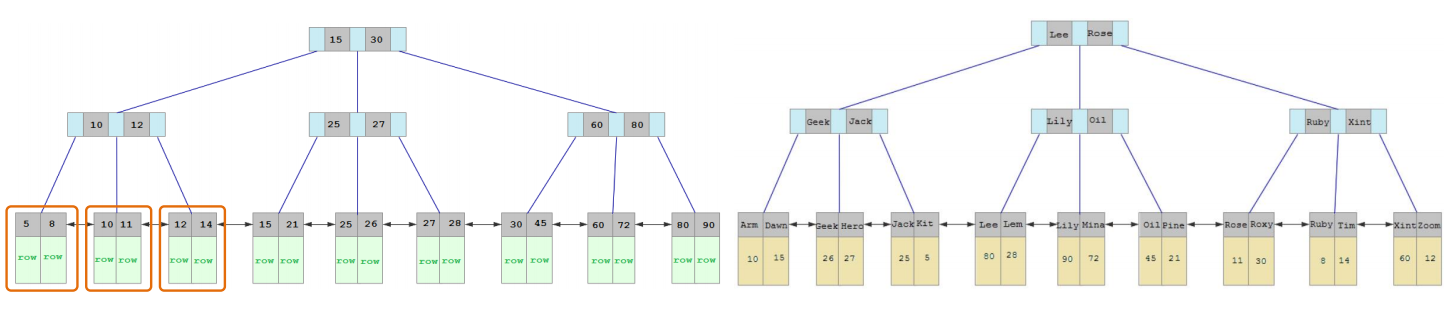 15 30
10 12
25 27
60 80
5 8
10 11
12 14
15 21
25 26
27 28
30 45
60 72
80 90
row row
row row
row row
row row
row row
row row
row row
row row
row row
Lee Rose
Geek Jack
Lily Oil
Ruby Xint
Arm Dawn
Geek Hero
Jack Kit
Lee Lem
Lily Mina
Oil Pine
Rose Roxy
Ruby Tim
Xint Zoom
10 15
26 27
25 5
80 28
90 72
45 21
11 30
8 14
60 12